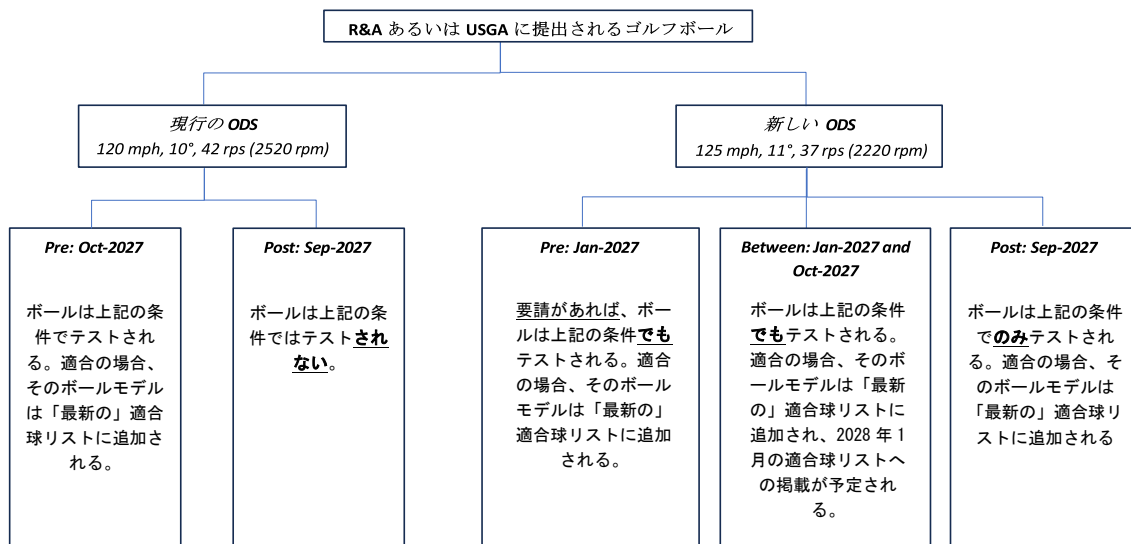 R&A あるいは USGA に提出されるゴルフボール
現行の ODS
120 mph, 10°, 42 rps (2520 rpm)
新しい ODS
125 mph, 11°, 37 rps (2220 rpm)
Pre: Oct-2027
ボールは上記の条
件でテストされ
る。適合の場合、
そのボールモデル
は「最新の」適合
球リストに追加さ
れる。
Post: Sep-2027
ボールは上記の条
件ではテストされ
ない。
Pre: Jan-2027
要請があれば、ボー
ルは上記の条件でも
テストされる。適合
の場合、そのボール
モデルは「最新の」
適合球リストに追加
される。
Between: Jan-2027 and
Oct-2027
ボールは上記の条件
でもテストされる。
適合の場合、そのボ
ールモデルは「最新
の」適合球リストに
追加され、2028 年 1
月の適合球リストへ
の掲載が予定され
る。
Post: Sep-2027
ボールは上記の条件
でのみテストされ
る。適合の場合、そ
のボールモデルは
「最新の」適合球リ
ストに追加される